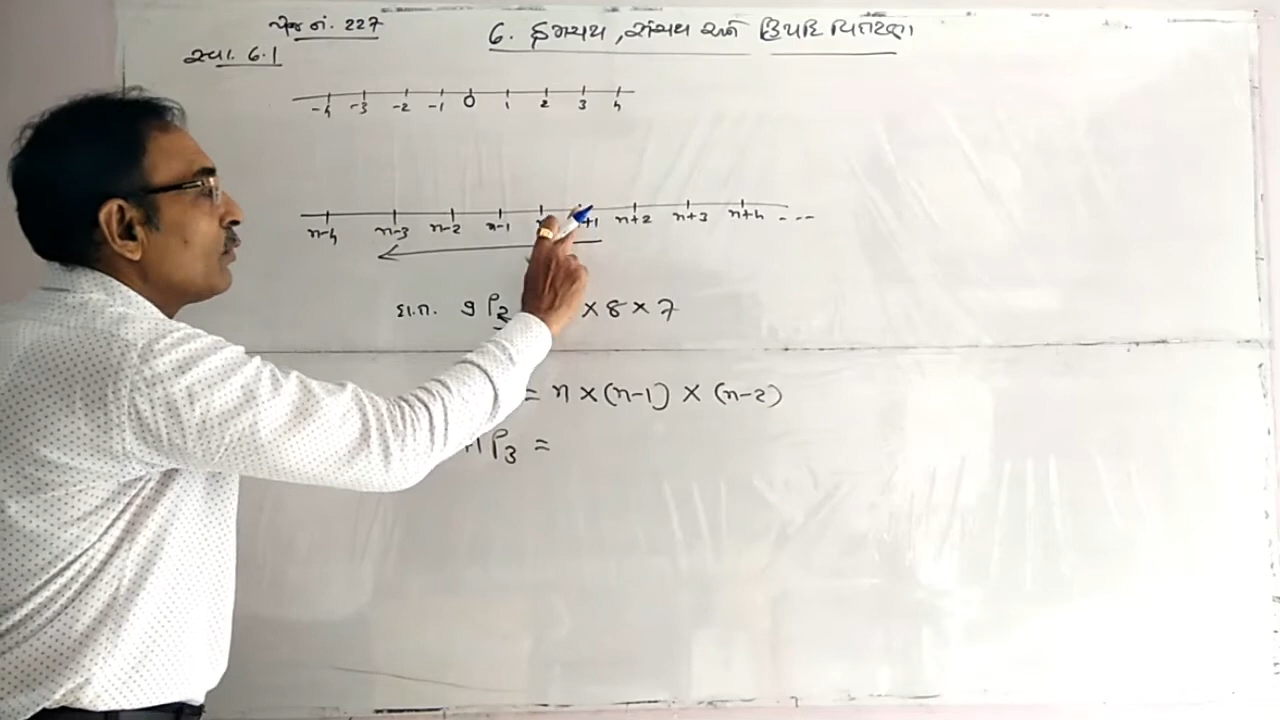 પેજ નં. 227
6. ક્રમચય, સંચય અને દ્વિપદિ વિતરણ
સ્વા. 6.1
-4 -3 -2 -1 0 1 2 3 4
n-4 n-3 n-2 n-1 +1 n+2 n+3 n+4 ---
દા.ત. 9P3 × 8 × 7
= n × (n-1) × (n-2)
P3 =